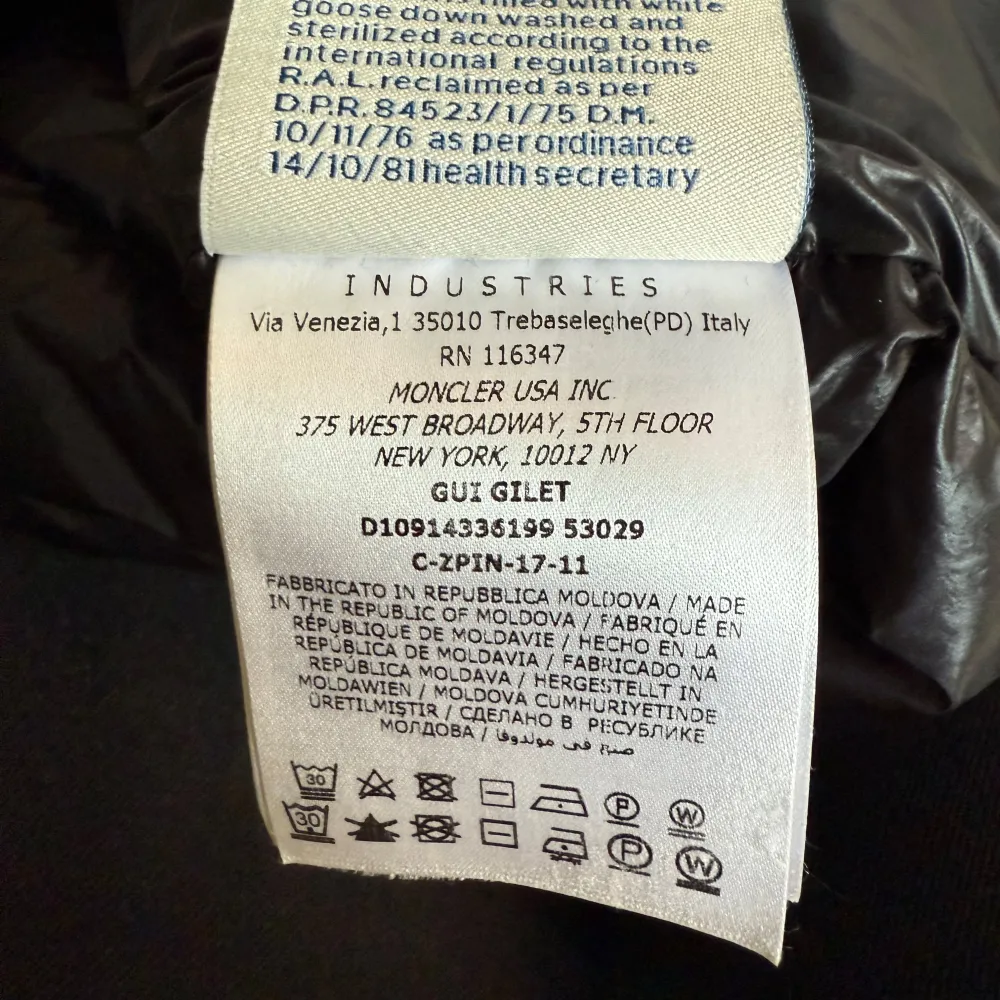 with white
goose down washed and
sterilized according to the
international regulations
R.A.L. reclaimed as per
D.P.R. 84523/1/75 D.M.
10/11/76 as per ordinance
14/10/81 health secretary
INDUSTRIES
Via Venezia,1 35010 Trebaseleghe(PD) Italy
RN 116347
MONCLER USA INC.
375 WEST BROADWAY, 5TH FLOOR
NEW YORK, 10012 NY
GUI GILET
D10914336199 53029
C-ZPIN-17-11
FABBRICATO IN REPUBBLICA MOLDOVA / MADE
IN THE REPUBLIC OF MOLDOVA / FABRIQUÉ EN
RÉPUBLIQUE DE MOLDAVIE / HECHO EN LA
REPÚBLICA DE MOLDAVIA / FABRICADO NA
REPÚBLICA MOLDAVA / HERGESTELLT IN
MOLDAWIEN / MOLDOVA CUMHURIYETINDE
ÜRETILMIŞTIR / СДЕЛАНО В РЕСУБЛИКЕ
МОЛДОВА / صنع في مولدوفا
30 P W
30 P W